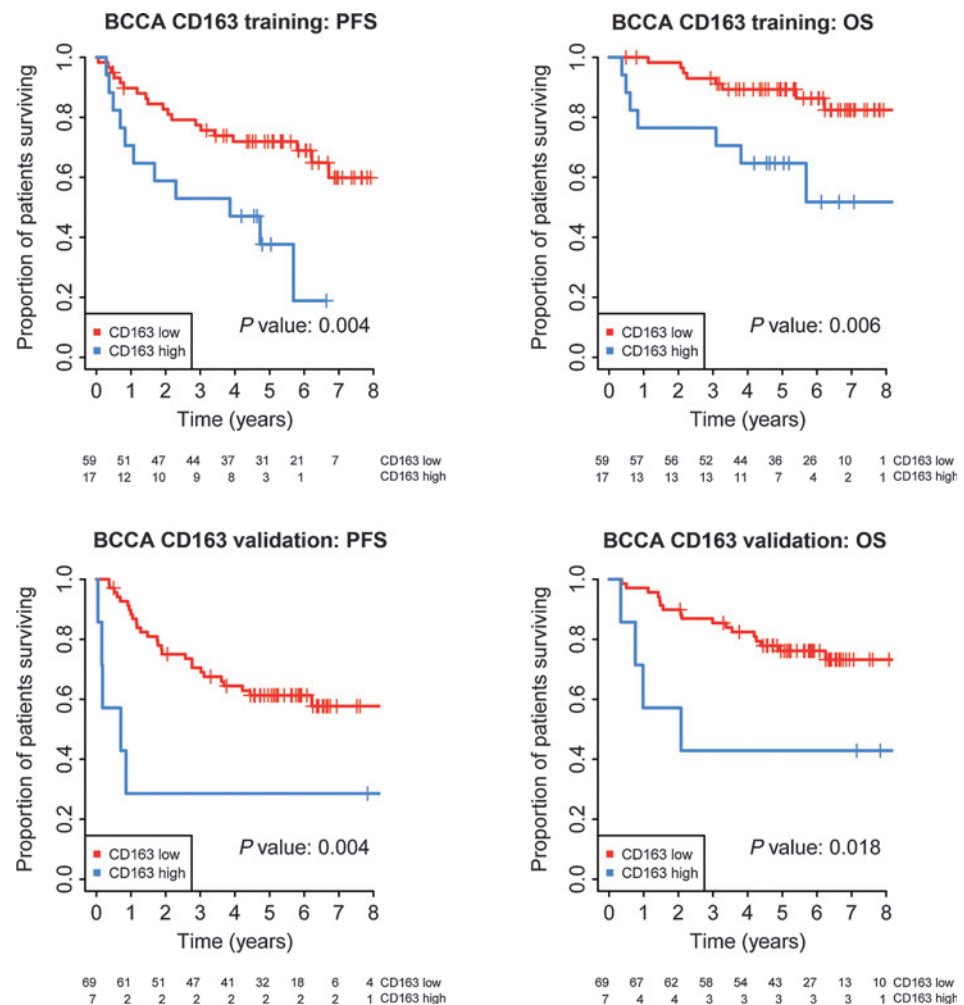 BCCA CD163 training: PFS
Proportion of patients surviving
1.0
0.8
0.6
0.4
0.2
0.0
CD163 low
CD163 high
P value: 0.004
0 1 2 3 4 5 6 7 8
Time (years)
59 51 47 44 37 31 21 7 CD163 low
17 12 10 9 8 3 1 CD163 high
BCCA CD163 training: OS
Proportion of patients surviving
1.0
0.8
0.6
0.4
0.2
0.0
CD163 low
CD163 high
P value: 0.006
0 1 2 3 4 5 6 7 8
Time (years)
59 57 56 52 44 36 26 10 1 CD163 low
17 13 13 13 11 7 4 2 1 CD163 high
BCCA CD163 validation: PFS
Proportion of patients surviving
1.0
0.8
0.6
0.4
0.2
0.0
CD163 low
CD163 high
P value: 0.004
0 1 2 3 4 5 6 7 8
Time (years)
69 61 51 47 41 32 18 6 4 CD163 low
7 2 2 2 2 2 2 2 1 CD163 high
BCCA CD163 validation: OS
Proportion of patients surviving
1.0
0.8
0.6
0.4
0.2
0.0
CD163 low
CD163 high
P value: 0.018
0 1 2 3 4 5 6 7 8
Time (years)
69 67 62 58 54 43 27 13 10 CD163 low
7 4 4 3 3 3 3 3 1 CD163 high